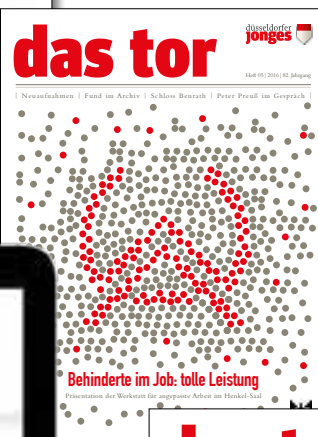 düsseldorfer
jonges
das tor
Heft 05 | 2016 | 82. Jahrgang
| Neuaufnahmen | Fund im Archiv | Schloss Benrath | Peter Preuß im Gespräch |
Behinderte im Job: tolle Leistung
Präsentation der Werkstatt für angepasste Arbeit im Henkel-Saal